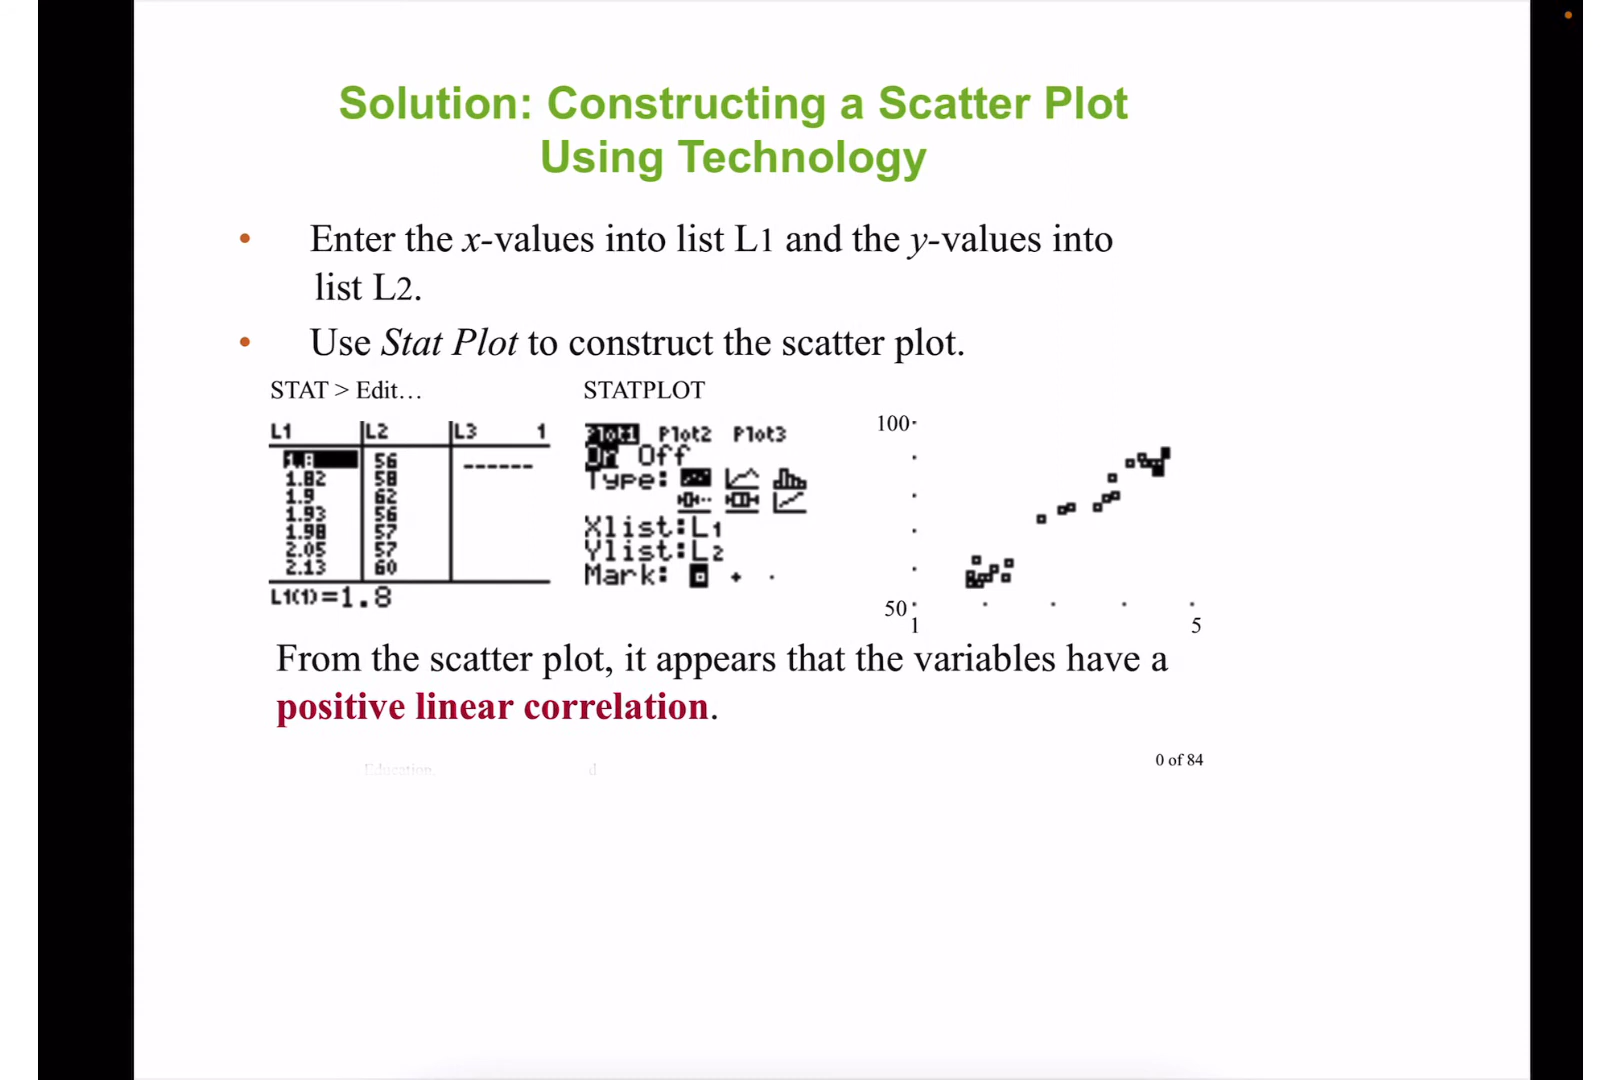 Solution: Constructing a Scatter Plot
Using Technology
• Enter the x-values into list L1 and the y-values into
list L2.
• Use Stat Plot to construct the scatter plot.
STAT > Edit…
STATPLOT
L1 L2 L3 1
1.8 56 ------
1.82 58
1.9 62
1.93 56
1.98 57
2.05 57
2.13 60
L1(1)=1.8
Plot1 Plot2 Plot3
On Off
Type:
Xlist:L1
Ylist:L2
Mark: + .
100
50
1 5
From the scatter plot, it appears that the variables have a
positive linear correlation.
Education. d
0 of 84